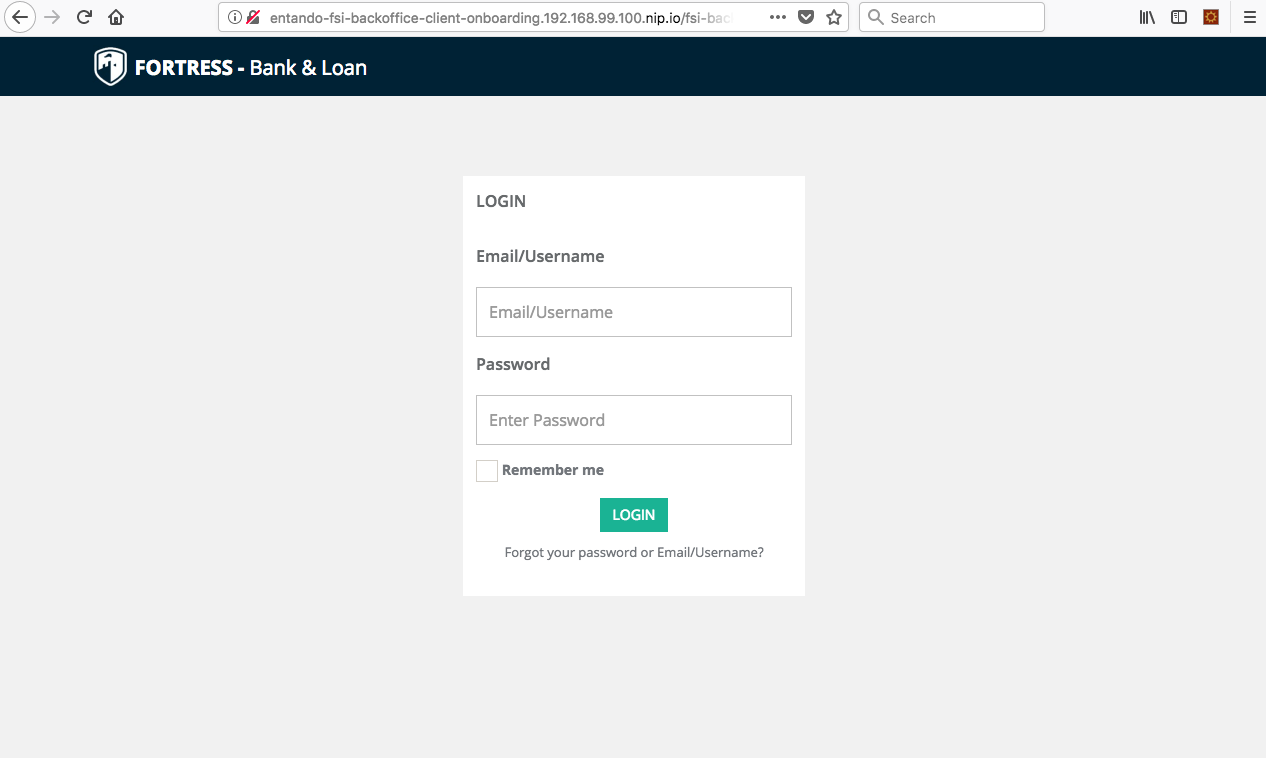 entando-fsi-backoffice-client-onboarding.192.168.99.100.nip.io/fsi-bac
Search
FORTRESS - Bank & Loan
LOGIN
Email/Username
Email/Username
Password
Enter Password
Remember me
LOGIN
Forgot your password or Email/Username?